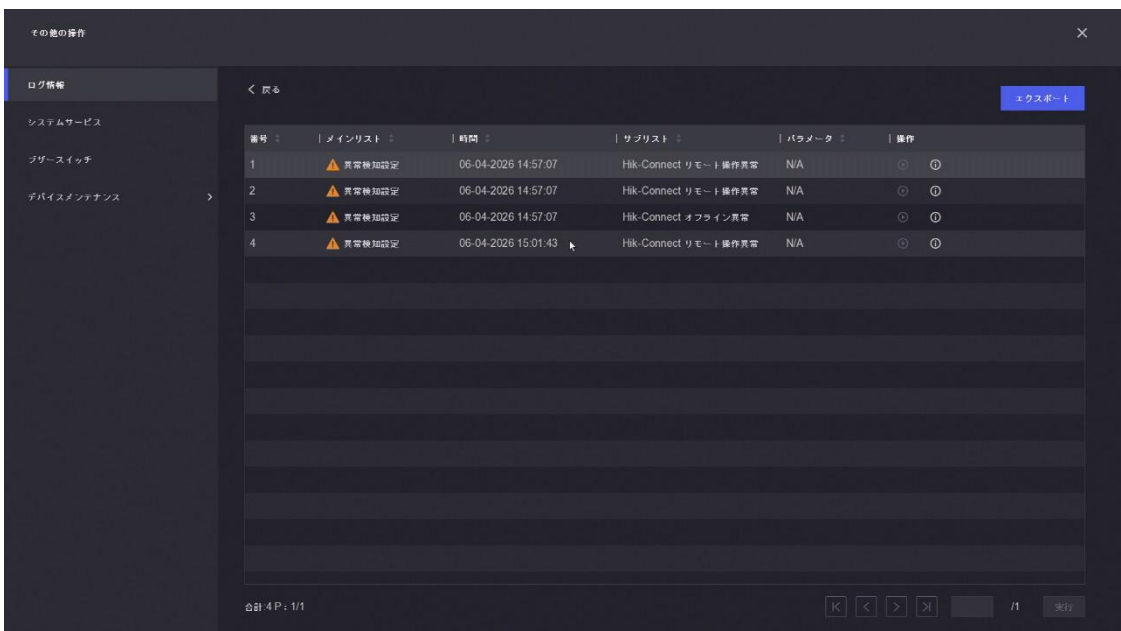 その他の操作
ログ情報
システムサービス
ブザースイッチ
デバイスメンテナンス
戻る
エクスポート
番号 メインリスト 時間 サブリスト パラメータ 操作
1 異常検知設定 06-04-2026 14:57:07 Hik-Connect リモート操作異常 N/A
2 異常検知設定 06-04-2026 14:57:07 Hik-Connect リモート操作異常 N/A
3 異常検知設定 06-04-2026 14:57:07 Hik-Connect オフライン異常 N/A
4 異常検知設定 06-04-2026 15:01:43 Hik-Connect リモート操作異常 N/A
合計:4 P : 1/1
/1 実行